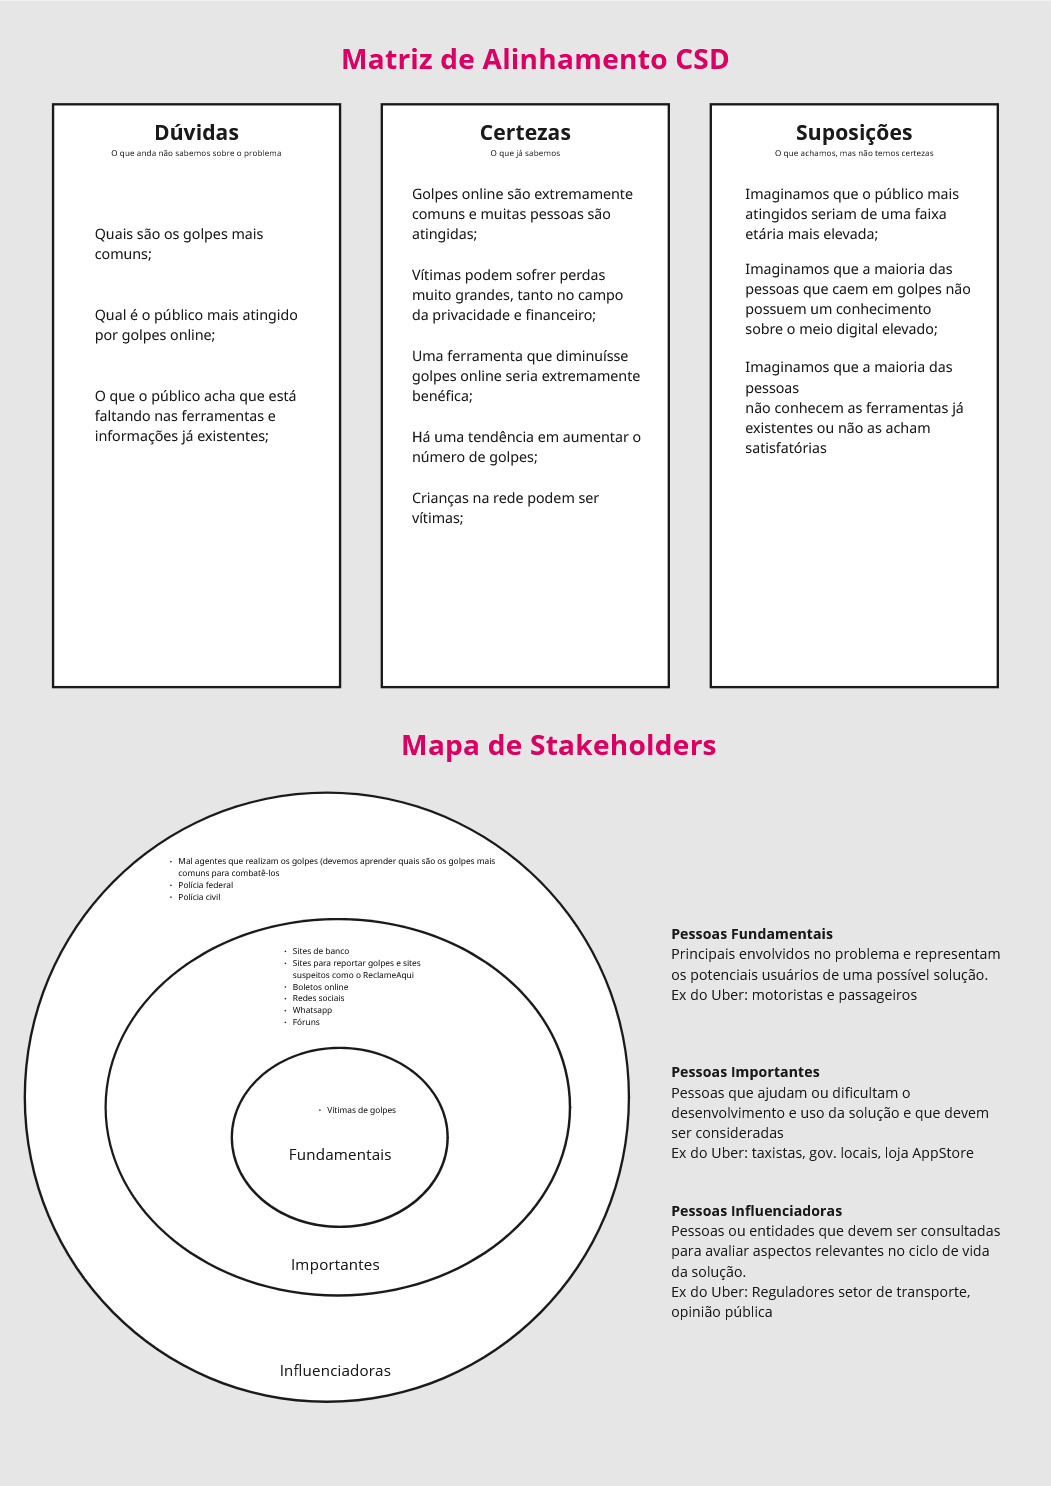 Matriz de Alinhamento CSD
Dúvidas
O que anda não sabemos sobre o problema
Quais são os golpes mais
comuns;
Qual é o público mais atingido
por golpes online;
O que o público acha que está
faltando nas ferramentas e
informações já existentes;
Certezas
O que já sabemos
Golpes online são extremamente
comuns e muitas pessoas são
atingidas;
Vítimas podem sofrer perdas
muito grandes, tanto no campo
da privacidade e financeiro;
Uma ferramenta que diminuísse
golpes online seria extremamente
benéfica;
Há uma tendência em aumentar o
número de golpes;
Crianças na rede podem ser
vítimas;
Suposições
O que achamos, mas não temos certezas
Imaginamos que o público mais
atingidos seriam de uma faixa
etária mais elevada;
Imaginamos que a maioria das
pessoas que caem em golpes não
possuem um conhecimento
sobre o meio digital elevado;
Imaginamos que a maioria das
pessoas
não conhecem as ferramentas já
existentes ou não as acham
satisfatórias
Mapa de Stakeholders
• Mal agentes que realizam os golpes (devemos aprender quais são os golpes mais
comuns para combatê-los
• Polícia federal
• Polícia civil
• Sites de banco
• Sites para reportar golpes e sites
suspeitos como o ReclameAqui
• Boletos online
• Redes sociais
• Whatsapp
• Fóruns
• Vítimas de golpes
Fundamentais
Importantes
Influenciadoras
Pessoas Fundamentais
Principais envolvidos no problema e representam
os potenciais usuários de uma possível solução.
Ex do Uber: motoristas e passageiros
Pessoas Importantes
Pessoas que ajudam ou dificultam o
desenvolvimento e uso da solução e que devem
ser consideradas
Ex do Uber: taxistas, gov. locais, loja AppStore
Pessoas Influenciadoras
Pessoas ou entidades que devem ser consultadas
para avaliar aspectos relevantes no ciclo de vida
da solução.
Ex do Uber: Reguladores setor de transporte,
opinião pública